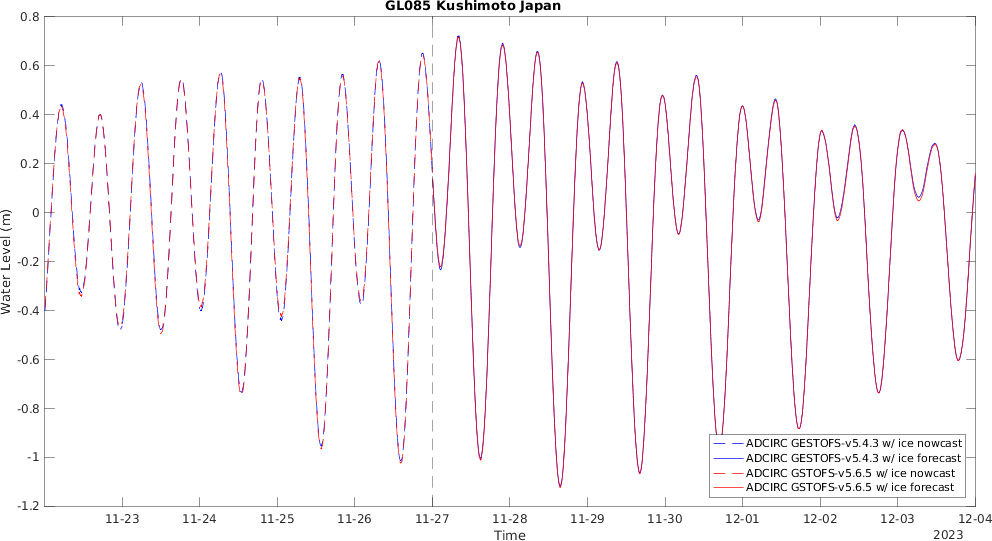 GL085 Kushimoto Japan
0.8
0.6
0.4
0.2
0
-0.2
-0.4
-0.6
-0.8
-1
-1.2
Water Level (m)
ADCIRC GESTOFS-v5.4.3 w/ ice nowcast
ADCIRC GESTOFS-v5.4.3 w/ ice forecast
ADCIRC GSTOFS-v5.6.5 w/ ice nowcast
ADCIRC GSTOFS-v5.6.5 w/ ice forecast
11-23 11-24 11-25 11-26 11-27 11-28 11-29 11-30 12-01 12-02 12-03 12-04
Time
2023